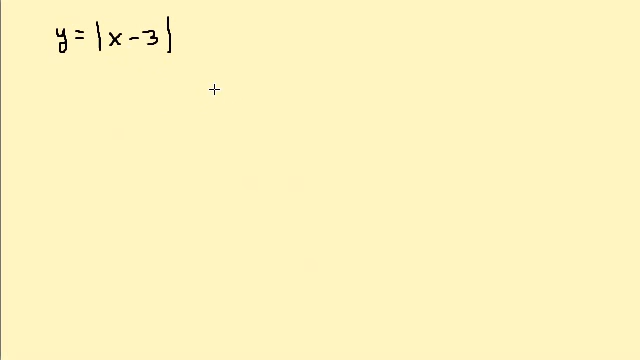 y = |x - 3|